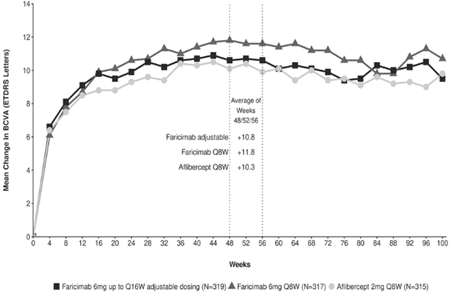 14
12
10
8
6
4
2
0
Mean Change in BCVA (ETDRS Letters)
Average of
Weeks
48/52/56
Faricimab adjustable +10.8
Faricimab Q8W +11.8
Aflibercept Q8W +10.3
0 4 8 12 16 20 24 28 32 36 40 44 48 52 56 60 64 68 72 76 80 84 88 92 96 100
Weeks
Faricimab 6mg up to Q16W adjustable dosing (N=319) Faricimab 6mg Q8W (N=317) Aflibercept 2mg Q8W (N=315)